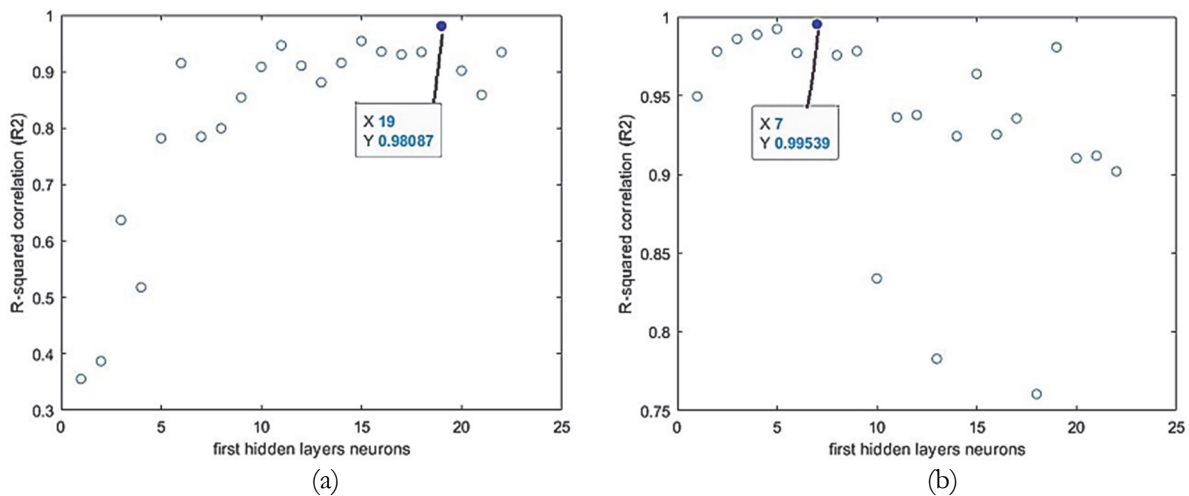 1
0.9
0.8
0.7
0.6
0.5
0.4
0.3
R-squared correlation (R2)
X 19
Y 0.98087
0 5 10 15 20 25
first hidden layers neurons
(a)
1
0.95
0.9
0.85
0.8
0.75
R-squared correlation (R2)
X 7
Y 0.99539
0 5 10 15 20 25
first hidden layers neurons
(b)